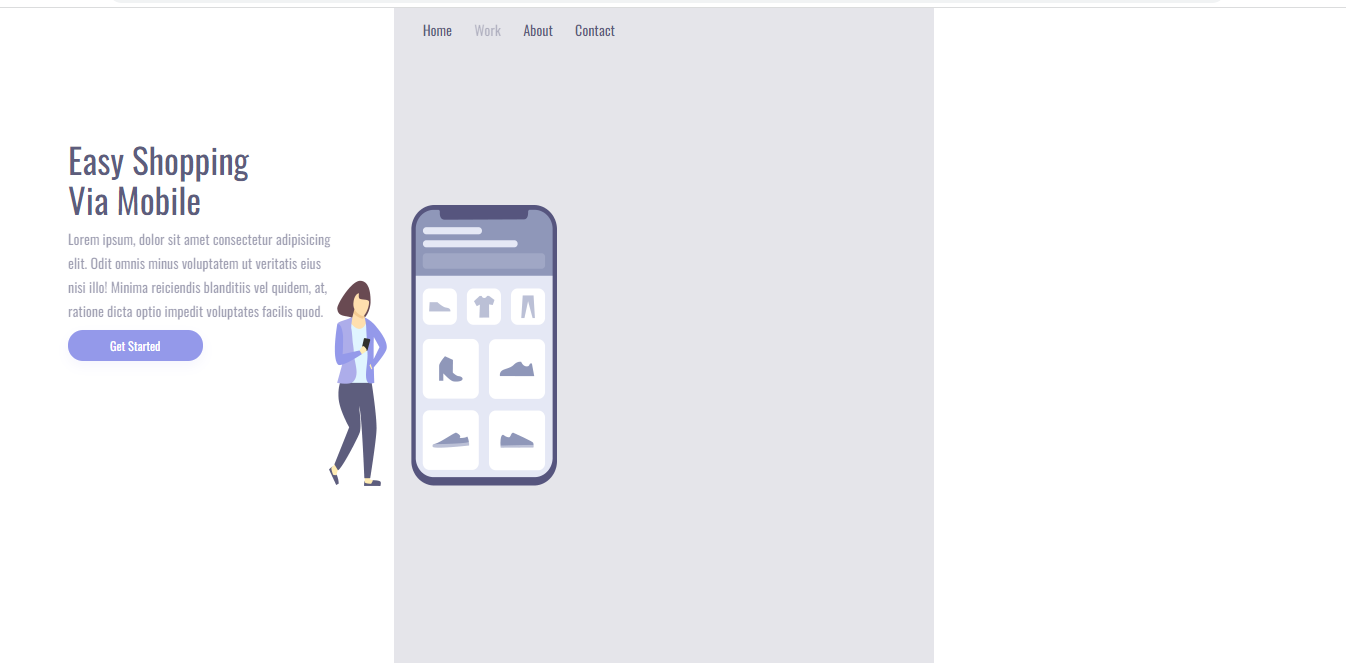 Home Work About Contact
Easy Shopping
Via Mobile
Lorem ipsum, dolor sit amet consectetur adipisicing
elit. Odit omnis minus voluptatem ut veritatis eius
nisi illo! Minima reiciendis blanditiis vel quidem, at,
ratione dicta optio impedit voluptates facilis quod.
Get Started